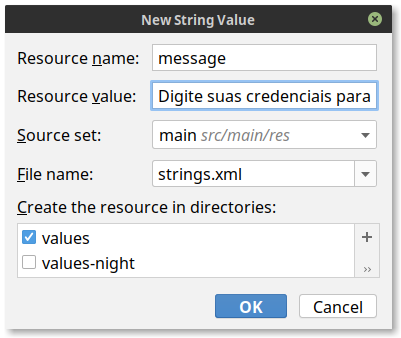 New String Value
Resource name: message
Resource value: Digite suas credenciais para
Source set: main src/main/res
File name: strings.xml
Create the resource in directories:
values
values-night
OK Cancel